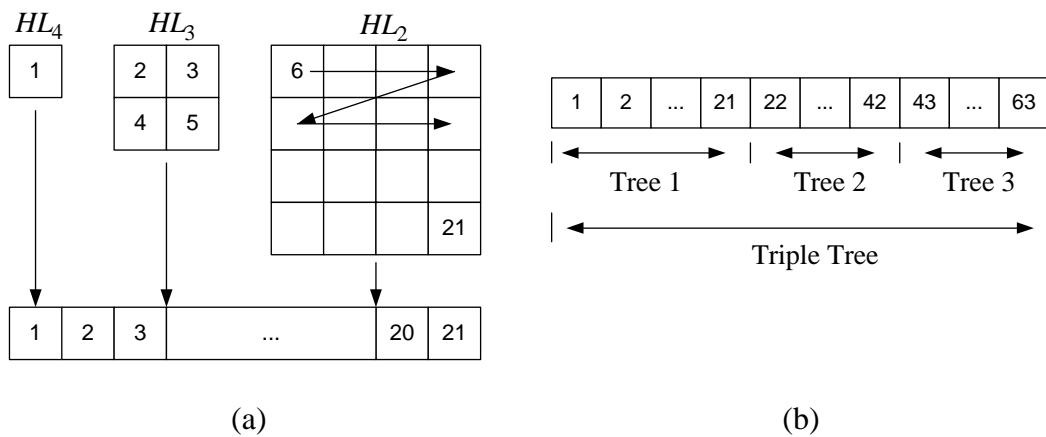 HL4 HL3 HL2
1
2 3
4 5
6
21
1 2 3 ... 20 21
(a)
1 2 ... 21 22 ... 42 43 ... 63
Tree 1 Tree 2 Tree 3
Triple Tree
(b)